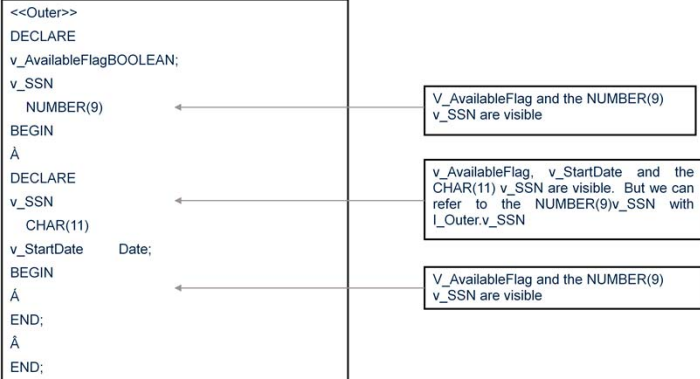 <<Outer>>
DECLARE
v_AvailableFlagBOOLEAN;
v_SSN
NUMBER(9)
BEGIN
À
DECLARE
v_SSN
CHAR(11)
v_StartDate Date;
BEGIN
Á
END;
Â
END;
V_AvailableFlag and the NUMBER(9)
v_SSN are visible
v_AvailableFlag, v_StartDate and the
CHAR(11) v_SSN are visible. But we can
refer to the NUMBER(9)v_SSN with
l_Outer.v_SSN
V_AvailableFlag and the NUMBER(9)
v_SSN are visible